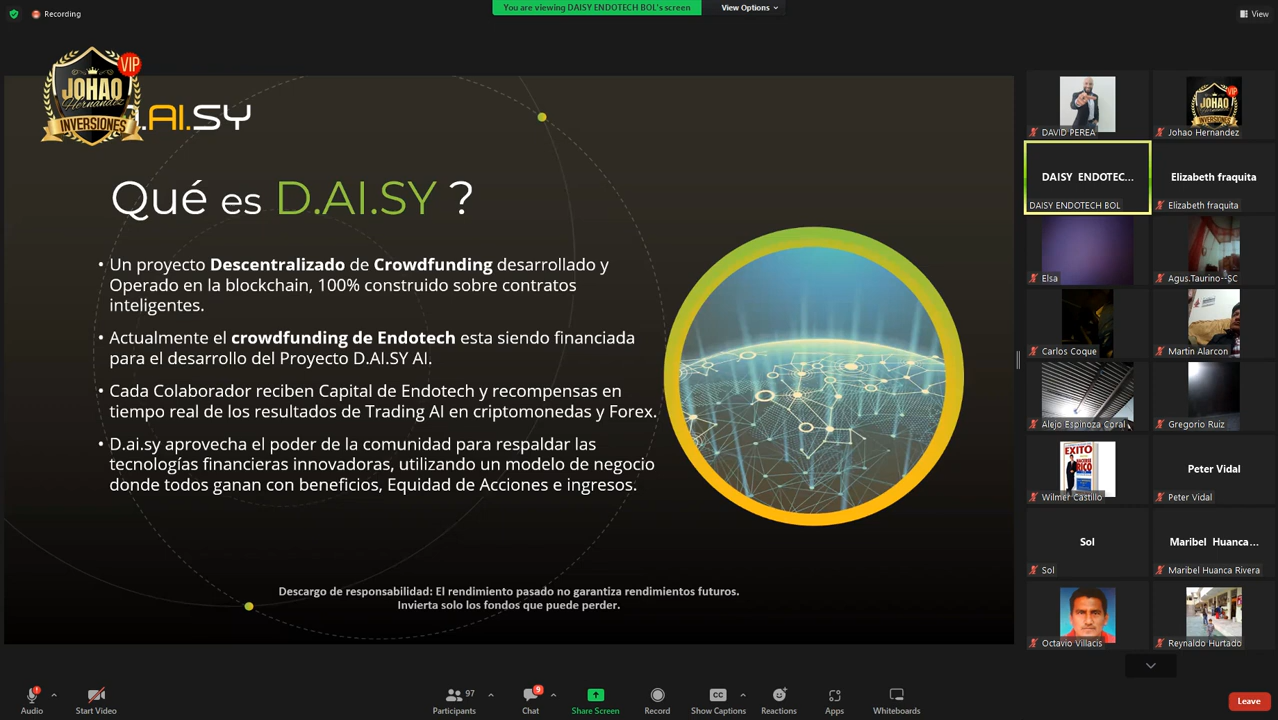 Recording
You are viewing DAISY ENDOTECH BOL's screen
View Options
View
VIP
JOHAO
Hernandez
INVERSIONES
.AI.SY
Qué es D.AI.SY ?
• Un proyecto Descentralizado de Crowdfunding desarrollado y
Operado en la blockchain, 100% construido sobre contratos
inteligentes.
• Actualmente el crowdfunding de Endotech esta siendo financiada
para el desarrollo del Proyecto D.AI.SY AI.
• Cada Colaborador reciben Capital de Endotech y recompensas en
tiempo real de los resultados de Trading AI en criptomonedas y Forex.
• D.ai.sy aprovecha el poder de la comunidad para respaldar las
tecnologías financieras innovadoras, utilizando un modelo de negocio
donde todos ganan con beneficios, Equidad de Acciones e ingresos.
Descargo de responsabilidad: El rendimiento pasado no garantiza rendimientos futuros.
Invierta solo los fondos que puede perder.
DAVID PEREA
JOHAO
VIP
INVERSIONES
Johao Hernandez
DAISY ENDOTEC...
DAISY ENDOTECH BOL
Elizabeth fraquita
Elizabeth fraquita
Elsa
Agus.Taurino--SC
Carlos Coque
Martin Alarcon
Alejo Espinoza Coral
Gregorio Ruiz
EXITO
RICO
Wilmer Castillo
Peter Vidal
Peter Vidal
Sol
Sol
Maribel Huanca...
Maribel Huanca Rivera
Octavio Villacis
Reynaldo Hurtado
Audio
Start Video
97
Participants
9
Chat
Share Screen
Record
CC
Show Captions
Reactions
Apps
Whiteboards
Leave